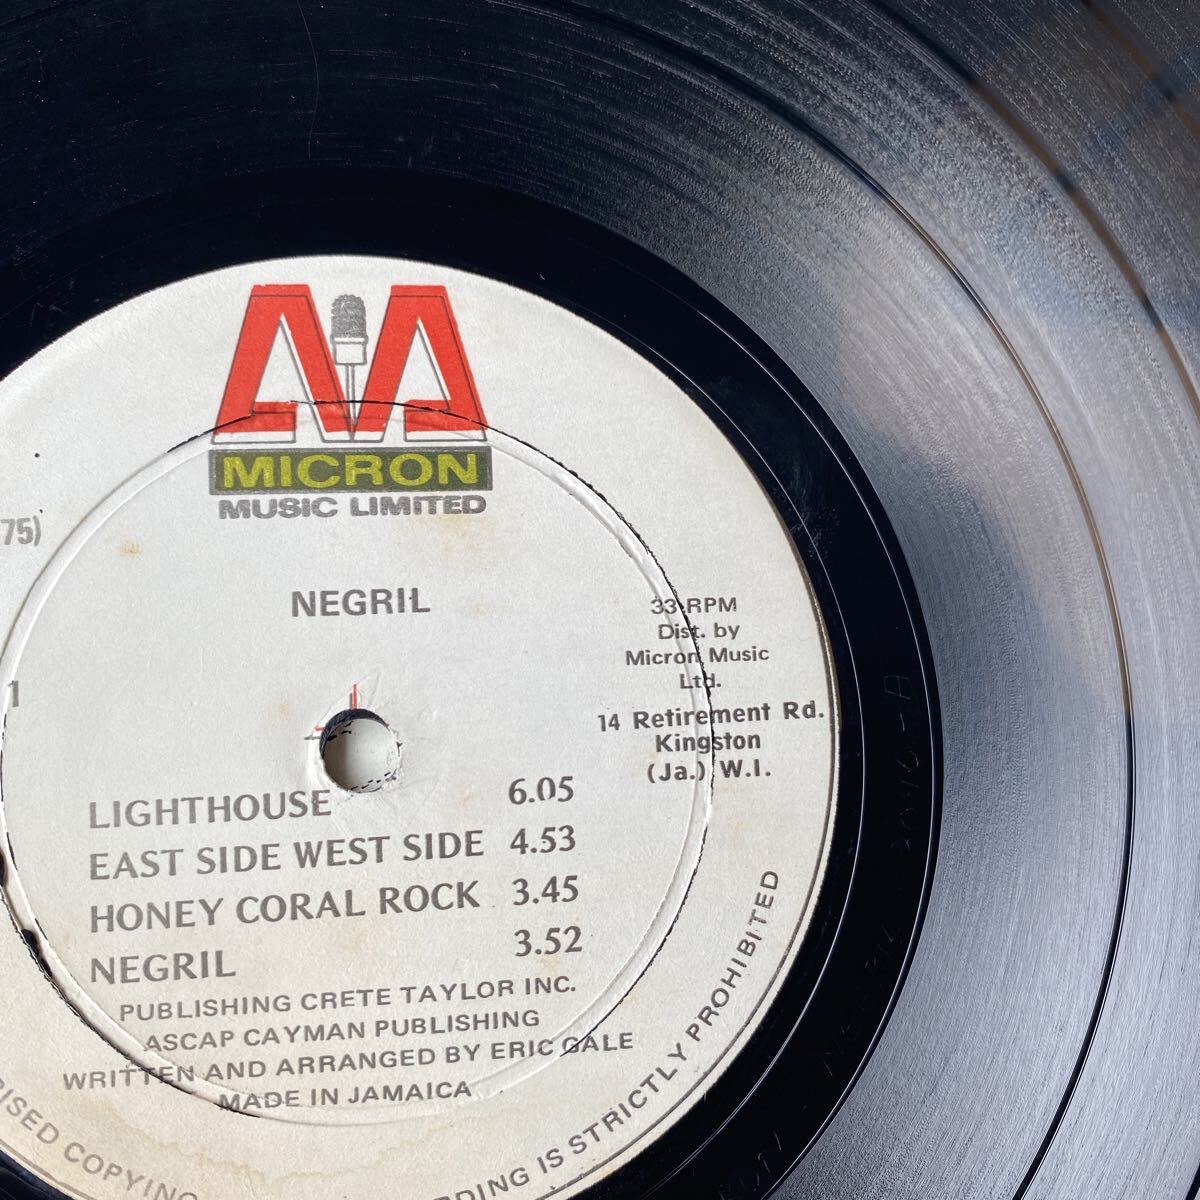 MICRON
MUSIC LIMITED
75)
NEGRIL
1
33 RPM
Dist. by
Micron Music
Ltd.
14 Retirement Rd.
Kingston
(Ja.) W.I.
LIGHTHOUSE 6.05
EAST SIDE WEST SIDE 4.53
HONEY CORAL ROCK 3.45
NEGRIL 3.52
PUBLISHING CRETE TAYLOR INC.
ASCAP CAYMAN PUBLISHING
WRITTEN AND ARRANGED BY ERIC GALE
MADE IN JAMAICA
RISED COPYING
RDING IS STRICTLY PROHIBITED